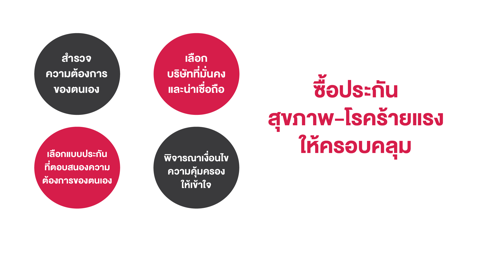 สำรวจ
ความต้องการ
ของตนเอง
เลือก
บริษัทที่มั่นคง
และน่าเชื่อถือ
เลือกแบบประกัน
ที่ตอบสนองความ
ต้องการของตนเอง
พิจารณาเงื่อนไข
ความคุ้มครอง
ให้เข้าใจ
ซื้อประกัน
สุขภาพ-โรคร้ายแรง
ให้ครอบคลุม